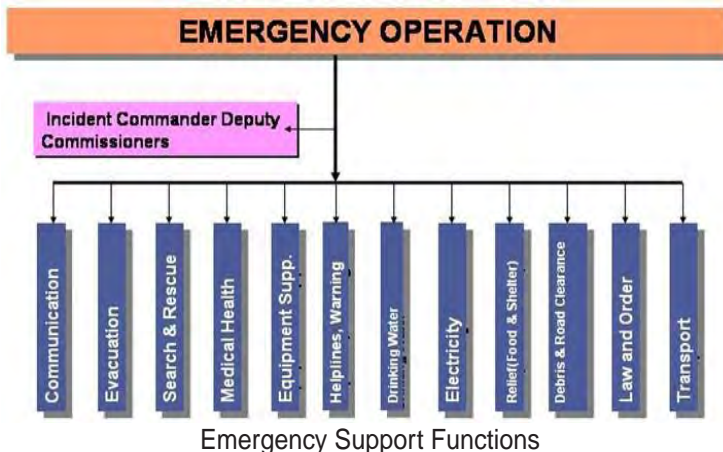 EMERGENCY OPERATION
Incident Commander Deputy
Commissioners
Communication
Evacuation
Search & Rescue
Medical Health
Equipment Supp.
Helplines, Warning
Drinking Water
Electricity
Relief(Food & Shelter)
Debris & Road Clearance
Law and Order
Transport
Emergency Support Functions